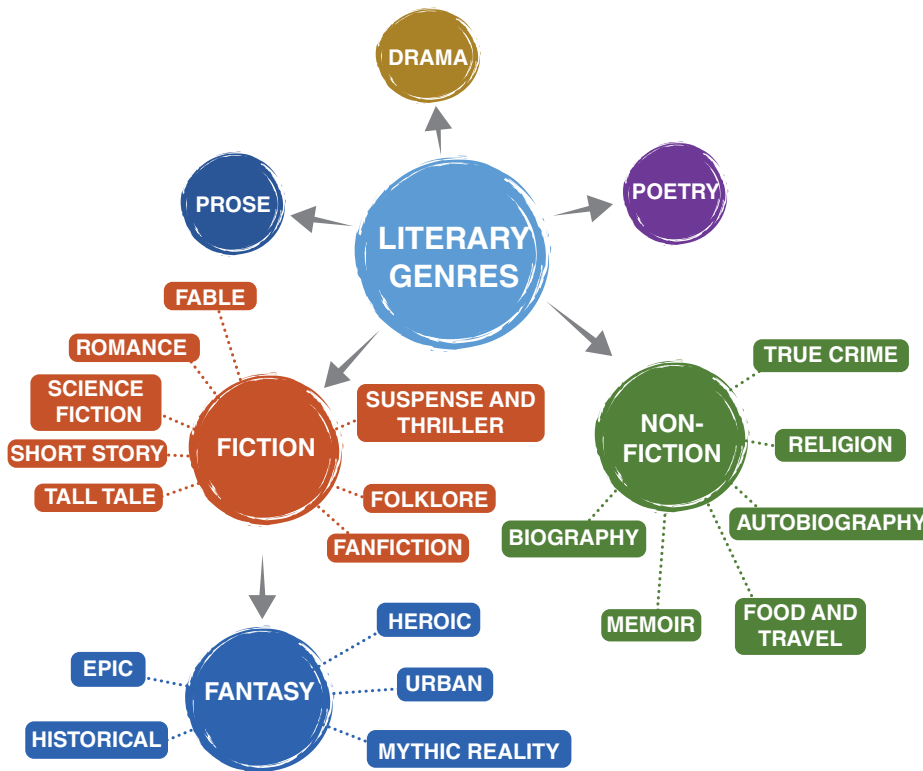 DRAMA
PROSE
POETRY
LITERARY
GENRES
FABLE
ROMANCE
SCIENCE
FICTION
SHORT STORY
TALL TALE
FICTION
SUSPENSE AND
THRILLER
FOLKLORE
FANFICTION
NON-
FICTION
TRUE CRIME
RELIGION
AUTOBIOGRAPHY
BIOGRAPHY
MEMOIR
FOOD AND
TRAVEL
FANTASY
HEROIC
EPIC
URBAN
HISTORICAL
MYTHIC REALITY